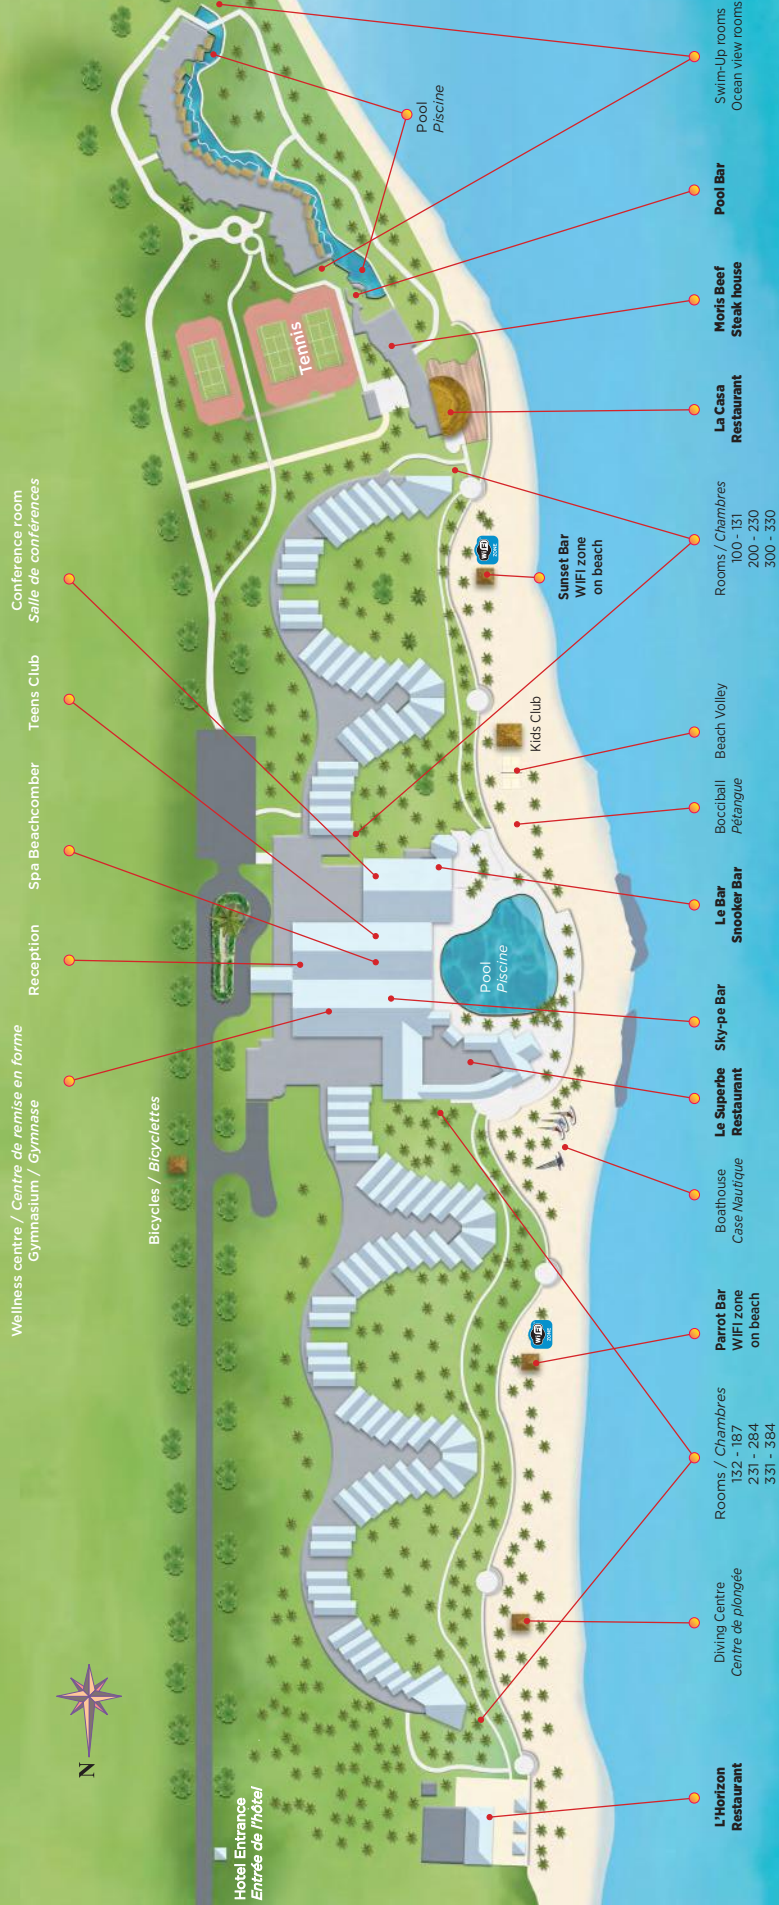 Wellness centre / Centre de remise en forme
Gymnasium / Gymnase
Reception
Spa Beachcomber
Teens Club
Conference room
Salle de conférences
Bicycles / Bicyclettes
N
Hotel Entrance
Entrée de l'hôtel
Tennis
Pool
Piscine
Pool
Piscine
Kids Club
Sunset Bar
WIFI zone
on beach
WiFi
ZONE
WiFi
ZONE
L'Horizon
Restaurant
Diving Centre
Centre de plongée
Rooms / Chambres
132 - 187
231 - 284
331 - 384
Parrot Bar
WIFI zone
on beach
Boathouse
Case Nautique
Le Superbe
Restaurant
Sky-pe Bar
Le Bar
Snooker Bar
Bocciball
Pétangue
Beach Volley
Rooms / Chambres
100 - 131
200 - 230
300 - 330
La Casa
Restaurant
Moris Beef
Steak house
Pool Bar
Swim-Up rooms
Ocean view rooms